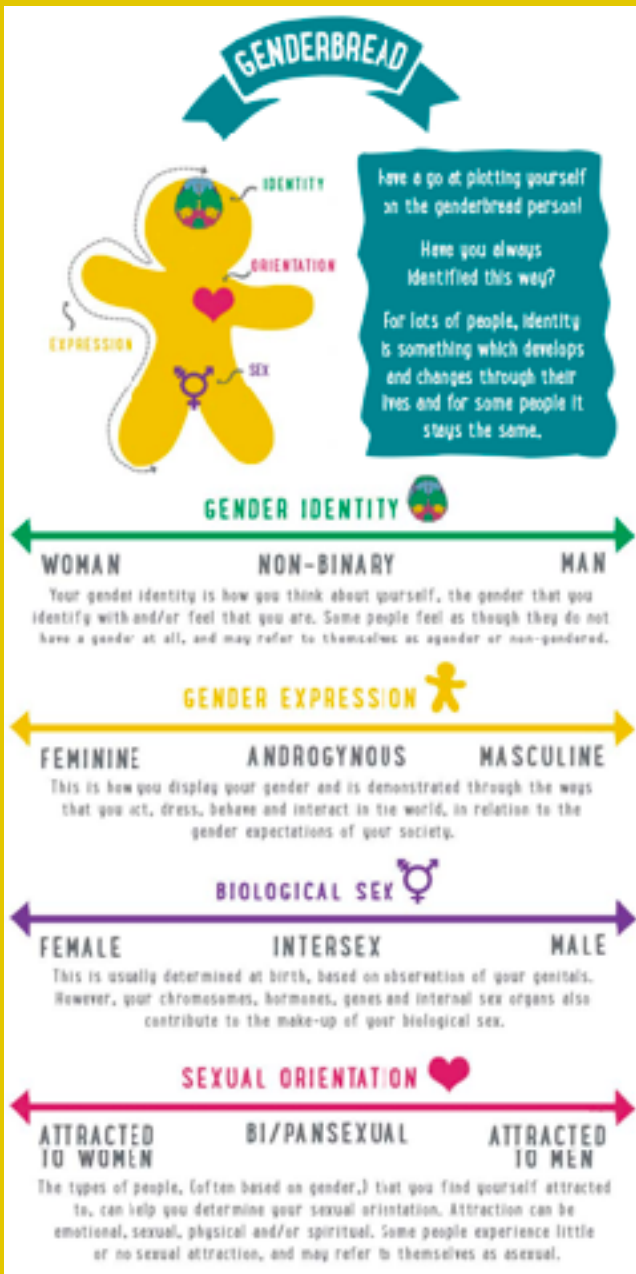 GENDERBREAD
IDENTITY
ORIENTATION
EXPRESSION
SEX
Have a go at plotting yourself
on the genderbread person!
Have you always
identified this way?
For lots of people, identity
is something which develops
and changes through their
lives and for some people it
stays the same.
GENDER IDENTITY
WOMAN NON-BINARY MAN
Your gender identity is how you think about yourself, the gender that you
identify with and/or feel that you are. Some people feel as though they do not
have a gender at all, and may refer to themselves as agender or non-gendered.
GENDER EXPRESSION
FEMININE ANDROGYNOUS MASCULINE
This is how you display your gender and is demonstrated through the ways
that you act, dress, behave and interact in the world, in relation to the
gender expectations of your society.
BIOLOGICAL SEX
FEMALE INTERSEX MALE
This is usually determined at birth, based on observation of your genitals.
However, your chromosomes, hormones, genes and internal sex organs also
contribute to the make-up of your biological sex.
SEXUAL ORIENTATION
ATTRACTED TO WOMEN BI/PANSEXUAL ATTRACTED TO MEN
The types of people, (often based on gender,) that you find yourself attracted
to, can help you determine your sexual orientation. Attraction can be
emotional, sexual, physical and/or spiritual. Some people experience little
or no sexual attraction, and may refer to themselves as asexual.